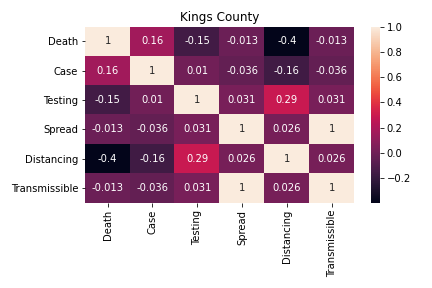 Kings County
Death 1 0.16 -0.15 -0.013 -0.4 -0.013
Case 0.16 1 0.01 -0.036 -0.16 -0.036
Testing -0.15 0.01 1 0.031 0.29 0.031
Spread -0.013 -0.036 0.031 1 0.026 1
Distancing -0.4 -0.16 0.29 0.026 1 0.026
Transmissible -0.013 -0.036 0.031 1 0.026 1
Death Case Testing Spread Distancing Transmissible
1.0
0.8
0.6
0.4
0.2
0.0
−0.2